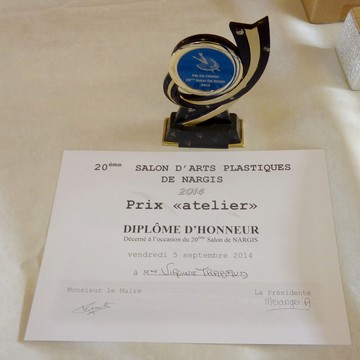 20ème SALON D'ARTS PLASTIQUES
DE NARGIS
2014
Prix «atelier»
DIPLÔME D'HONNEUR
Décerné à l'occasion du 20ème Salon de NARGIS
vendredi 5 septembre 2014
à Mme
Monsieur le Maire
La Présidente